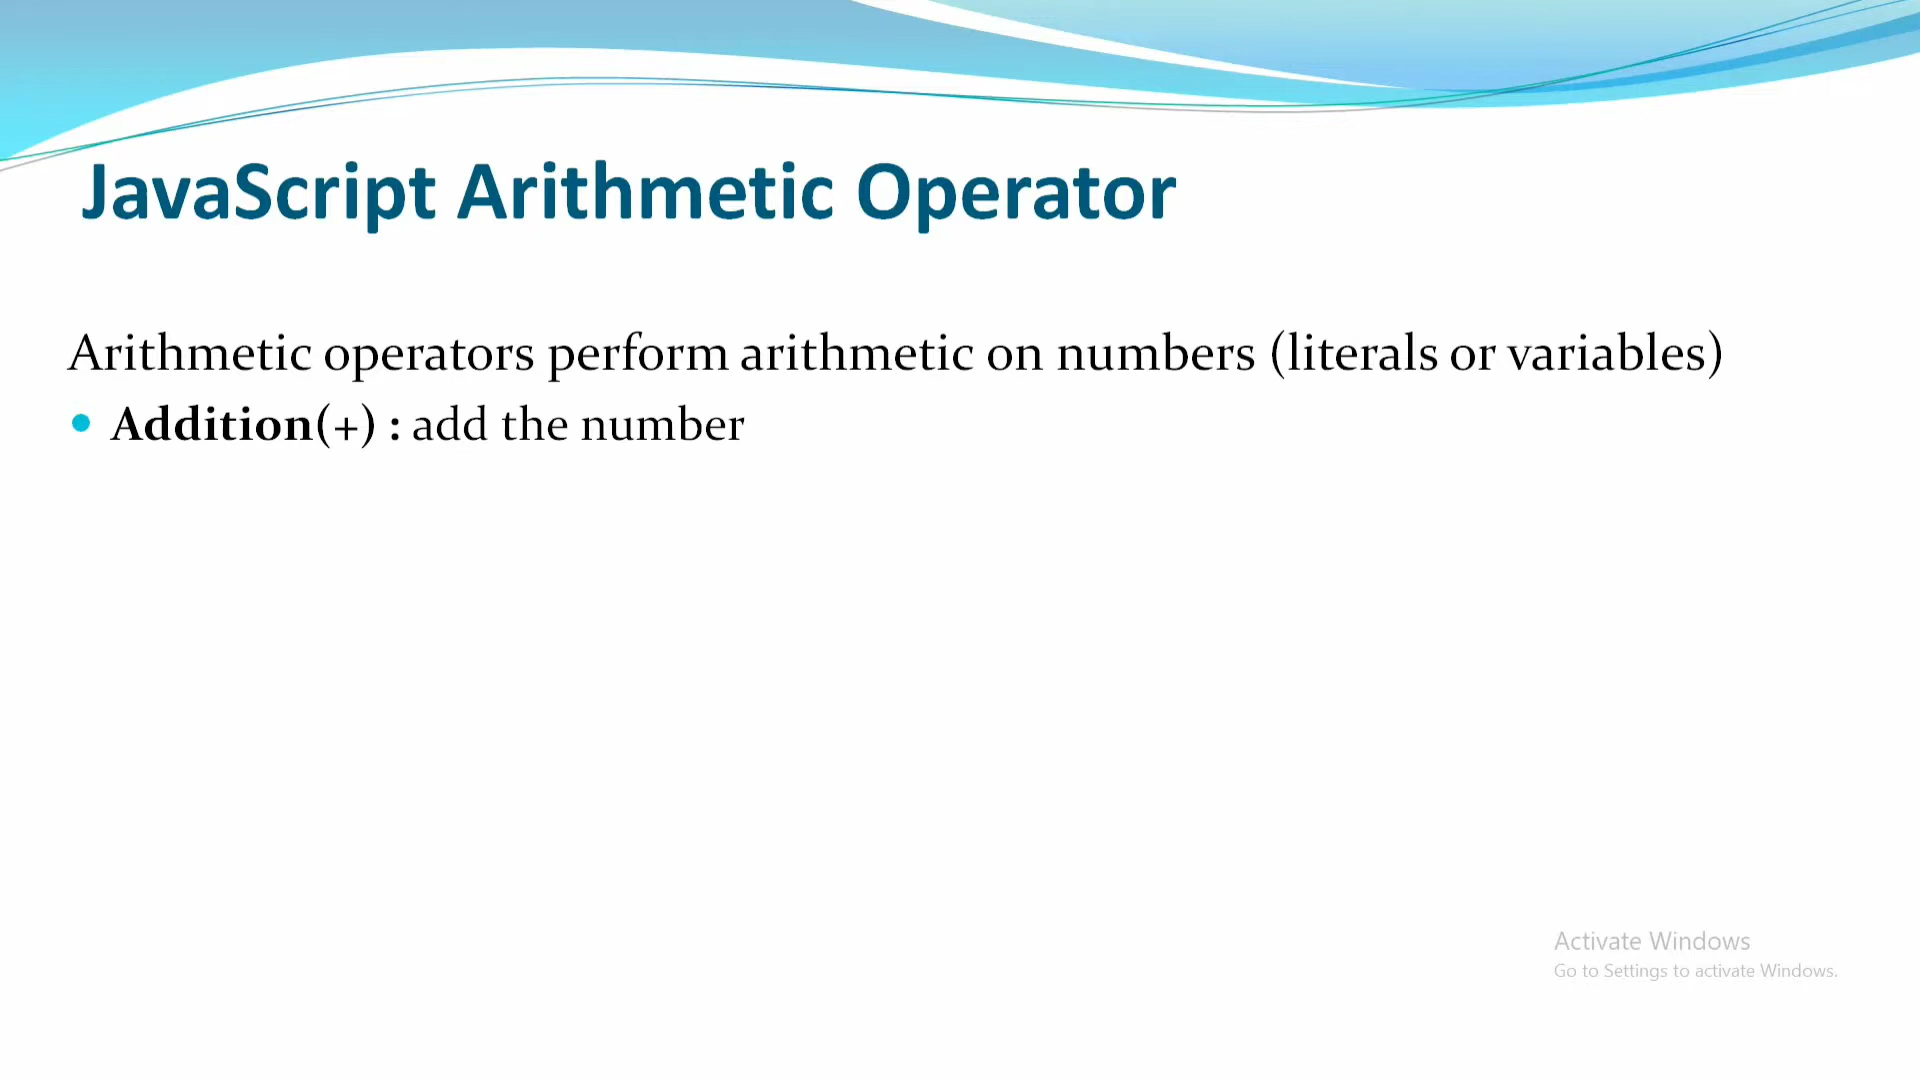 JavaScript Arithmetic Operator
Arithmetic operators perform arithmetic on numbers (literals or variables)
• Addition(+) : add the number
Activate Windows
Go to Settings to activate Windows.